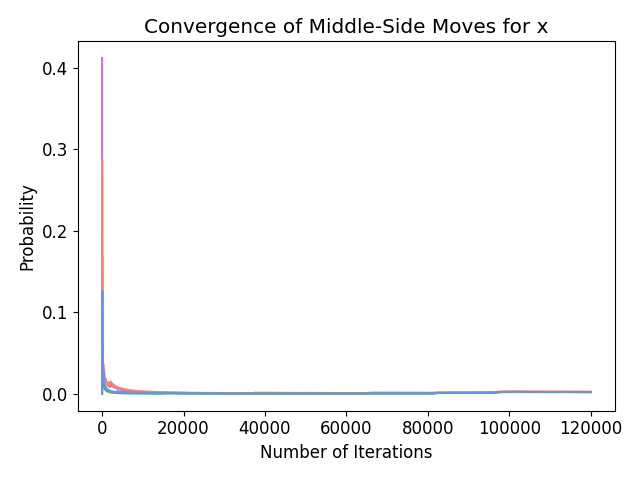 Convergence of Middle-Side Moves for x
Probability
0.4
0.3
0.2
0.1
0.0
0 20000 40000 60000 80000 100000 120000
Number of Iterations